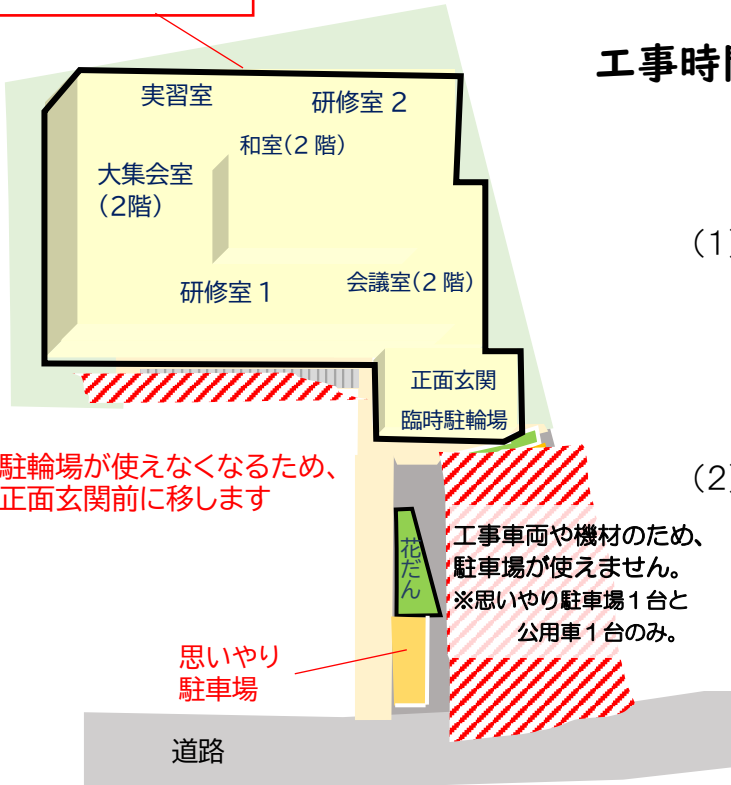 工事時間
実習室
研修室２
和室(２階)
大集会室
(２階)
研修室１
会議室(２階)
正面玄関
臨時駐輪場
(1)
駐輪場が使えなくなるため、
正面玄関前に移します
(2)
工事車両や機材のため、
駐車場が使えません。
※思いやり駐車場１台と
公用車１台のみ。
花だん
思いやり
駐車場
道路